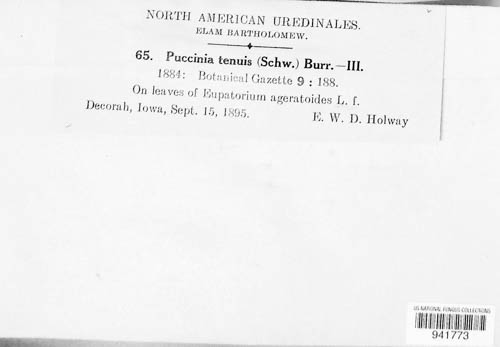 NORTH AMERICAN UREDINALES.
ELAM BARTHOLOMEW.
65. Puccinia tenuis (Schw.) Burr.—III.
1884: Botanical Gazette 9 : 188.
On leaves of Eupatorium ageratoides L. f.
Decorah, Iowa, Sept. 15, 1895. E. W. D. Holway
US NATIONAL FUNGUS COLLECTIONS
941773